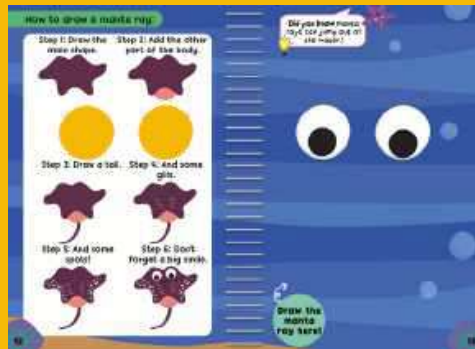 How to draw a manta ray:
Step 1: Draw the
main shape.
Step 2: Add the other
part of the body.
Step 3: Draw a tail.
Step 4: And some
gills.
Step 5: And some
spots!
Step 6: Don't
forget a big smile.
Did you know manta
rays can jump out of
the water!
Draw the
manta
ray here!